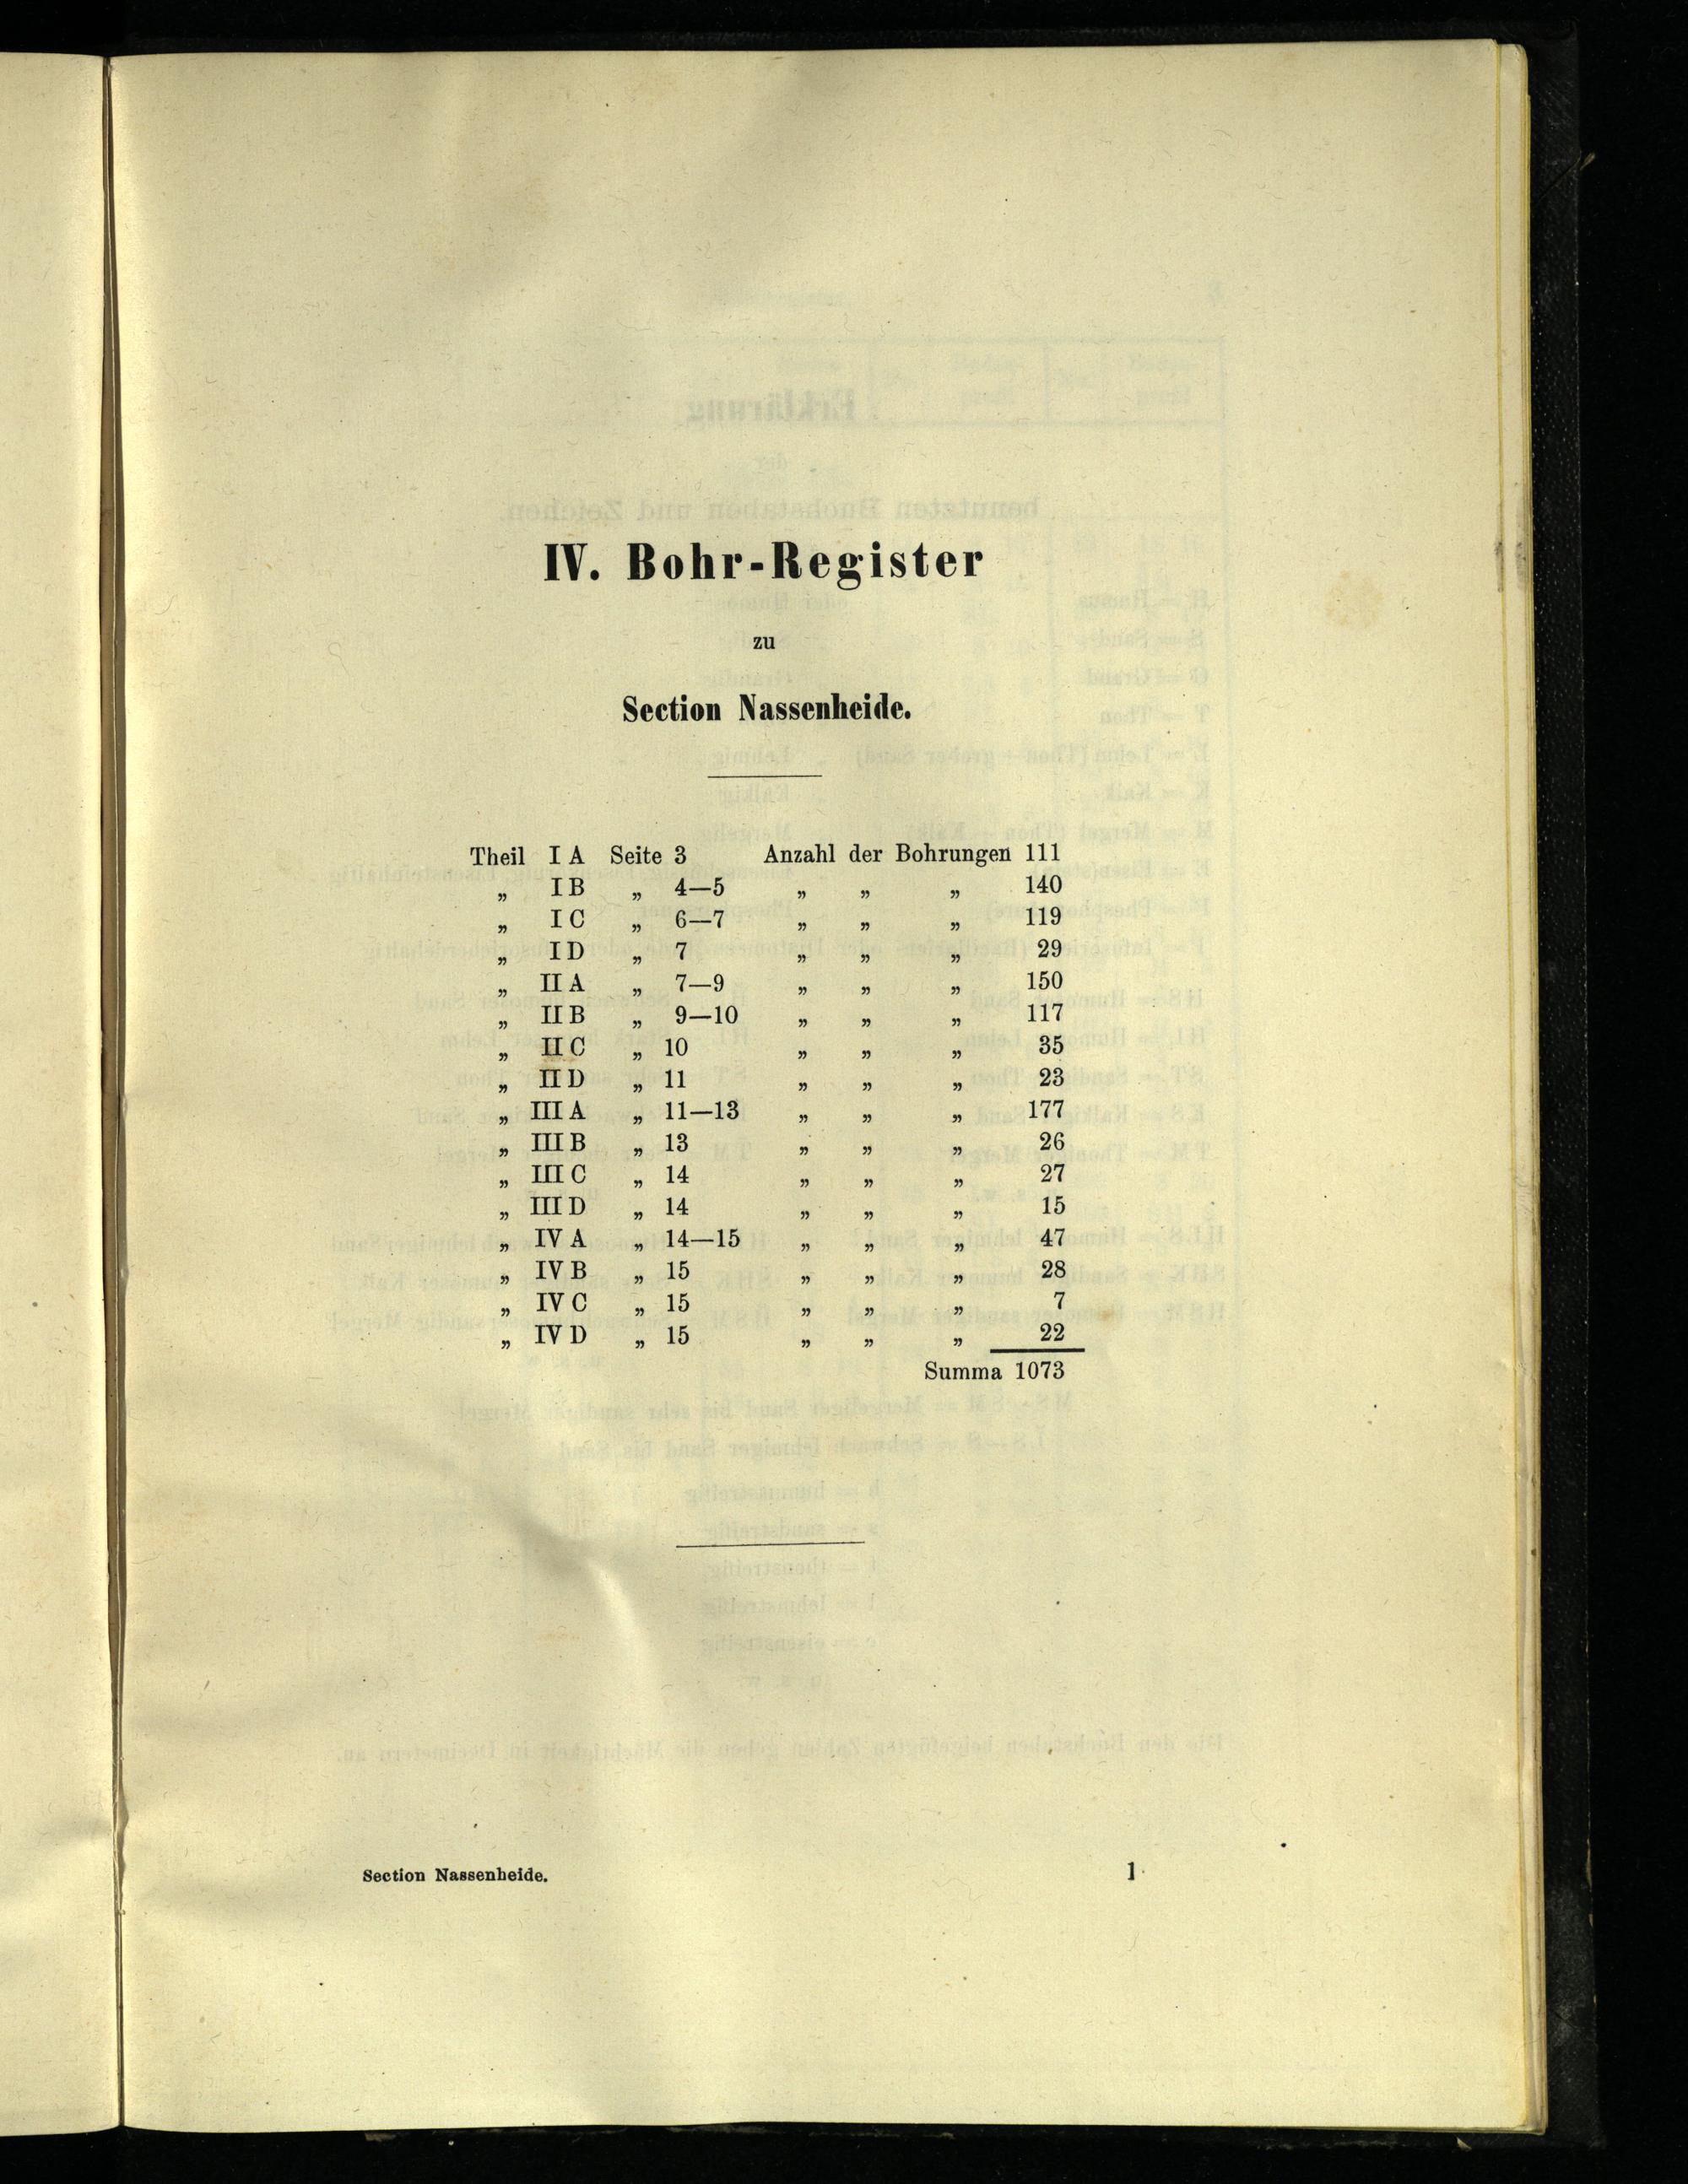 IV. Bohr-Register
zu
Section Nassenheide.
Theil I A Seite 3 Anzahl der Bohrungen 111
„ I B „ 4—5 „ „ „ 140
„ I C „ 6—7 „ „ „ 119
„ I D „ 7 „ „ „ 29
„ II A „ 7—9 „ „ „ 150
„ II B „ 9—10 „ „ „ 117
„ II C „ 10 „ „ „ 35
„ II D „ 11 „ „ „ 23
„ III A „ 11—13 „ „ „ 177
„ III B „ 13 „ „ „ 26
„ III C „ 14 „ „ „ 27
„ III D „ 14 „ „ „ 15
„ IV A „ 14—15 „ „ „ 47
„ IV B „ 15 „ „ „ 28
„ IV C „ 15 „ „ „ 7
„ IV D „ 15 „ „ „ 22
Summa 1073
Section Nassenheide. 1